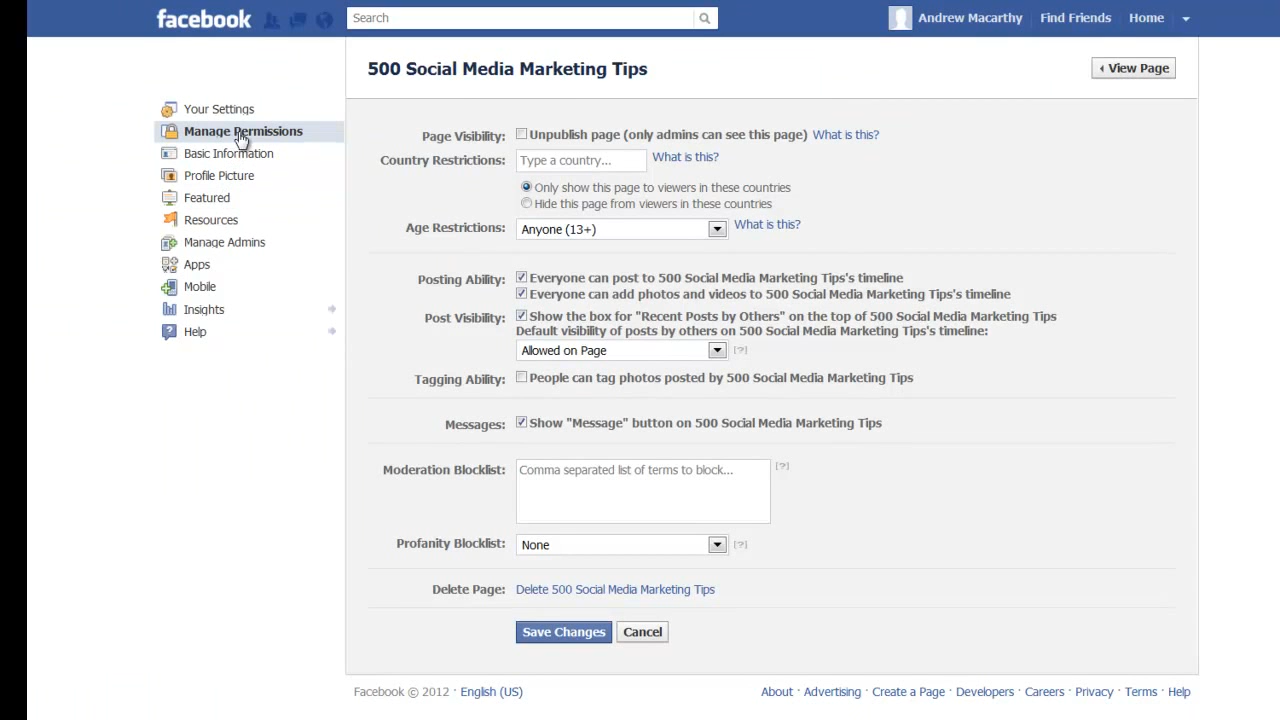 facebook
Search
Andrew Macarthy
Find Friends
Home
500 Social Media Marketing Tips
View Page
Your Settings
Manage Permissions
Basic Information
Profile Picture
Featured
Resources
Manage Admins
Apps
Mobile
Insights
Help
Page Visibility: Unpublish page (only admins can see this page) What is this?
Country Restrictions: Type a country... What is this?
Only show this page to viewers in these countries
Hide this page from viewers in these countries
Age Restrictions: Anyone (13+) What is this?
Posting Ability: Everyone can post to 500 Social Media Marketing Tips's timeline
Everyone can add photos and videos to 500 Social Media Marketing Tips's timeline
Post Visibility: Show the box for "Recent Posts by Others" on the top of 500 Social Media Marketing Tips
Default visibility of posts by others on 500 Social Media Marketing Tips's timeline:
Allowed on Page [?]
Tagging Ability: People can tag photos posted by 500 Social Media Marketing Tips
Messages: Show "Message" button on 500 Social Media Marketing Tips
Moderation Blocklist: Comma separated list of terms to block... [?]
Profanity Blocklist: None [?]
Delete Page: Delete 500 Social Media Marketing Tips
Save Changes Cancel
Facebook © 2012 · English (US)
About · Advertising · Create a Page · Developers · Careers · Privacy · Terms · Help